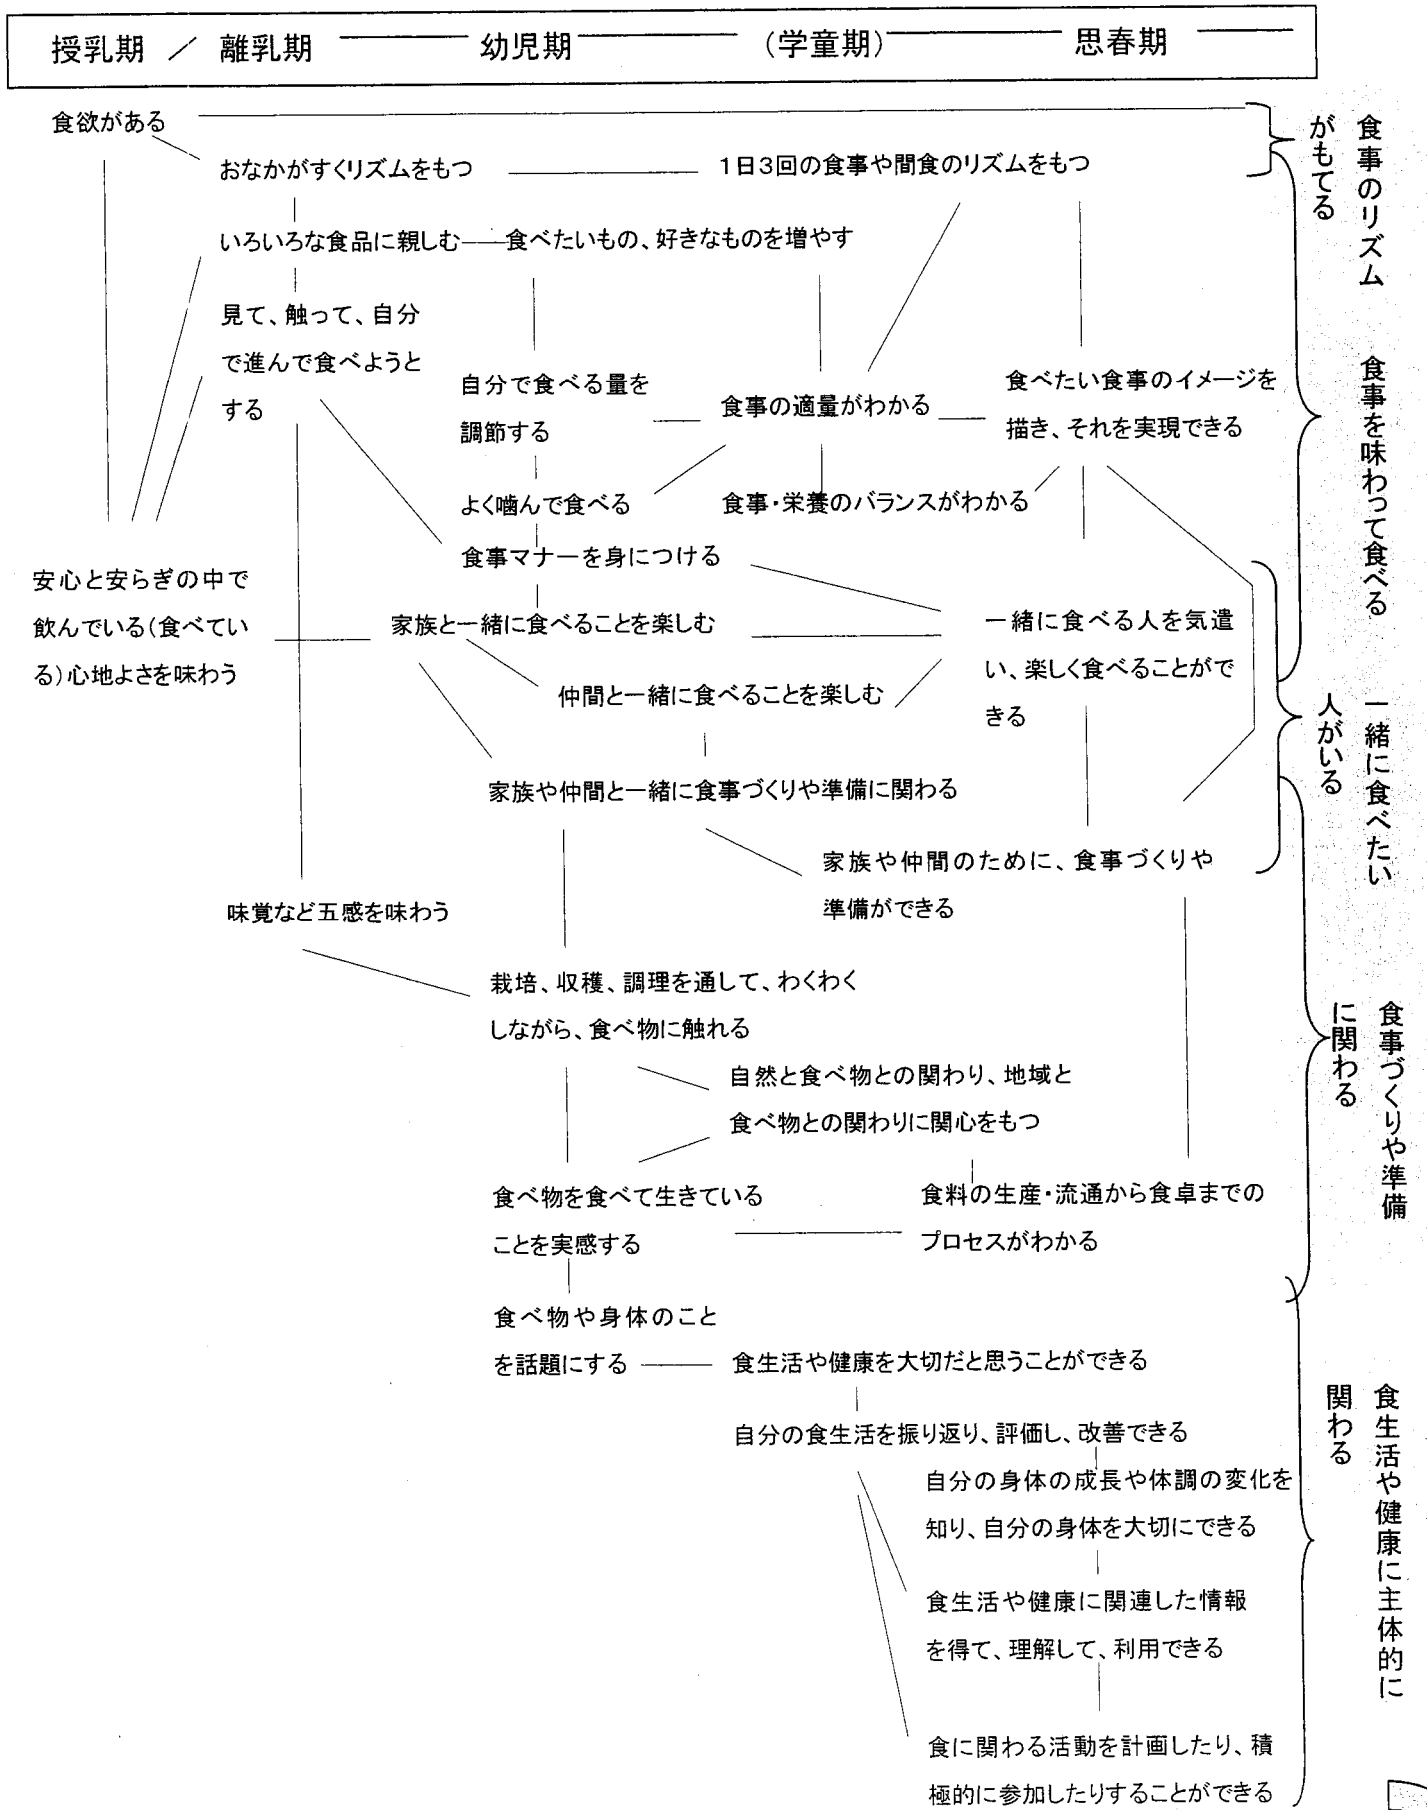 授乳期 / 離乳期 幼児期 (学童期) 思春期
食欲がある
おなかがすくリズムをもつ
1日3回の食事や間食のリズムをもつ
いろいろな食品に親しむ
食べたいもの、好きなものを増やす
見て、触って、自分
で進んで食べようと
する
自分で食べる量を
調節する
食事の適量がわかる
食べたい食事のイメージを
描き、それを実現できる
よく噛んで食べる
食事・栄養のバランスがわかる
食事マナーを身につける
安心と安らぎの中で
飲んでいる(食べてい
る)心地よさを味わう
家族と一緒に食べることを楽しむ
一緒に食べる人を気遣
い、楽しく食べることがで
きる
仲間と一緒に食べることを楽しむ
家族や仲間と一緒に食事づくりや準備に関わる
家族や仲間のために、食事づくりや
準備ができる
味覚など五感を味わう
栽培、収穫、調理を通して、わくわく
しながら、食べ物に触れる
自然と食べ物との関わり、地域と
食べ物との関わりに関心をもつ
食べ物を食べて生きている
ことを実感する
食料の生産・流通から食卓までの
プロセスがわかる
食べ物や身体のこと
を話題にする
食生活や健康を大切だと思うことができる
自分の食生活を振り返り、評価し、改善できる
自分の身体の成長や体調の変化を
知り、自分の身体を大切にできる
食生活や健康に関連した情報
を得て、理解して、利用できる
食に関わる活動を計画したり、積
極的に参加したりすることができる
食事のリズム
がもてる
食事を味わって食べる
一緒に食べたい
人がいる
食事づくりや準備
に関わる
食生活や健康に主体的に
関わる